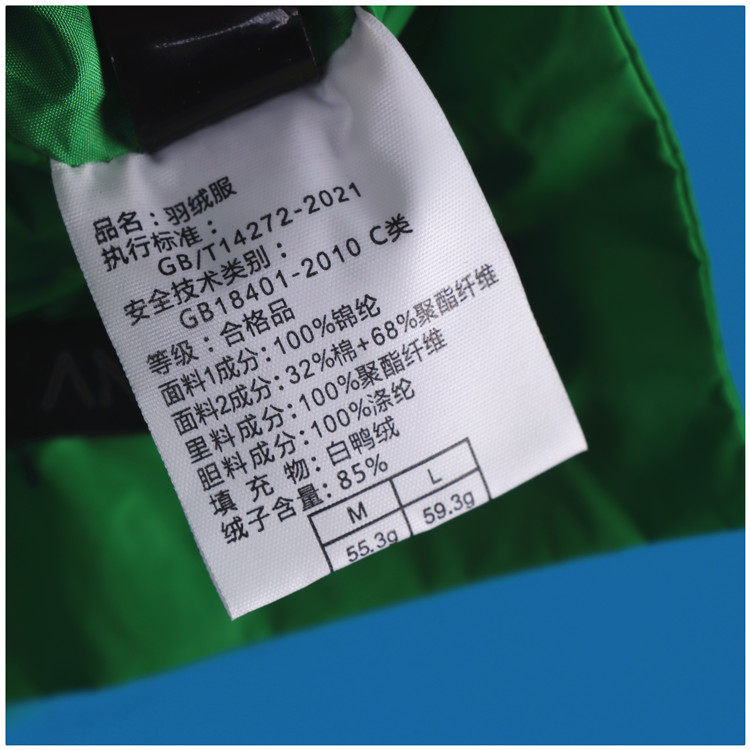 品名：羽绒服
执行标准：
GB/T14272-2021
安全技术类别：
GB18401-2010 C类
等级：合格品
面料1成分：100%锦纶
面料2成分：32%棉+68%聚酯纤维
里料成分：100%聚酯纤维
胆料成分：100%涤纶
填 充 物：白鸭绒
绒子含量：85%
M L
55.3g 59.3g